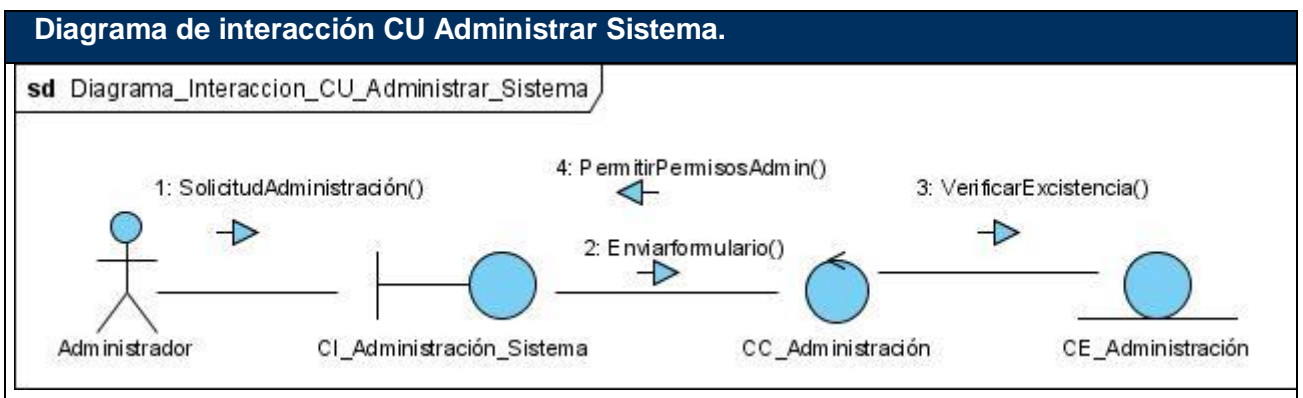 Diagrama de interacción CU Administrar Sistema.
sd Diagrama_Interaccion_CU_Administrar_Sistema
4: PermitirPermisosAdmin()
1: SolicitudAdministración()
3: VerificarExcistencia()
2: Enviarformulario()
Administrador
CI_Administración_Sistema
CC_Administración
CE_Administración